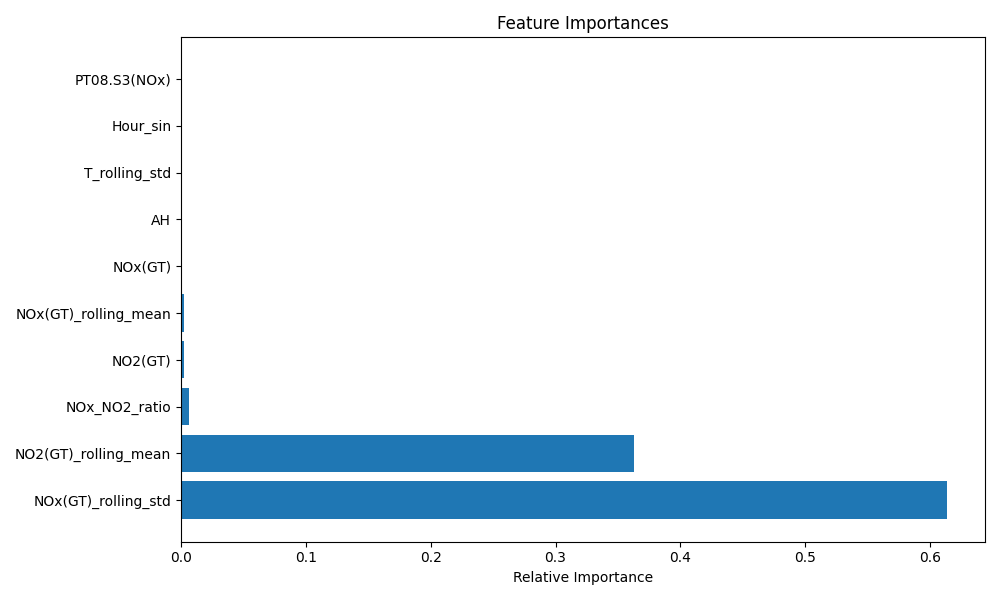 Feature Importances
PT08.S3(NOx)
Hour_sin
T_rolling_std
AH
NOx(GT)
NOx(GT)_rolling_mean
NO2(GT)
NOx_NO2_ratio
NO2(GT)_rolling_mean
NOx(GT)_rolling_std
0.0 0.1 0.2 0.3 0.4 0.5 0.6
Relative Importance